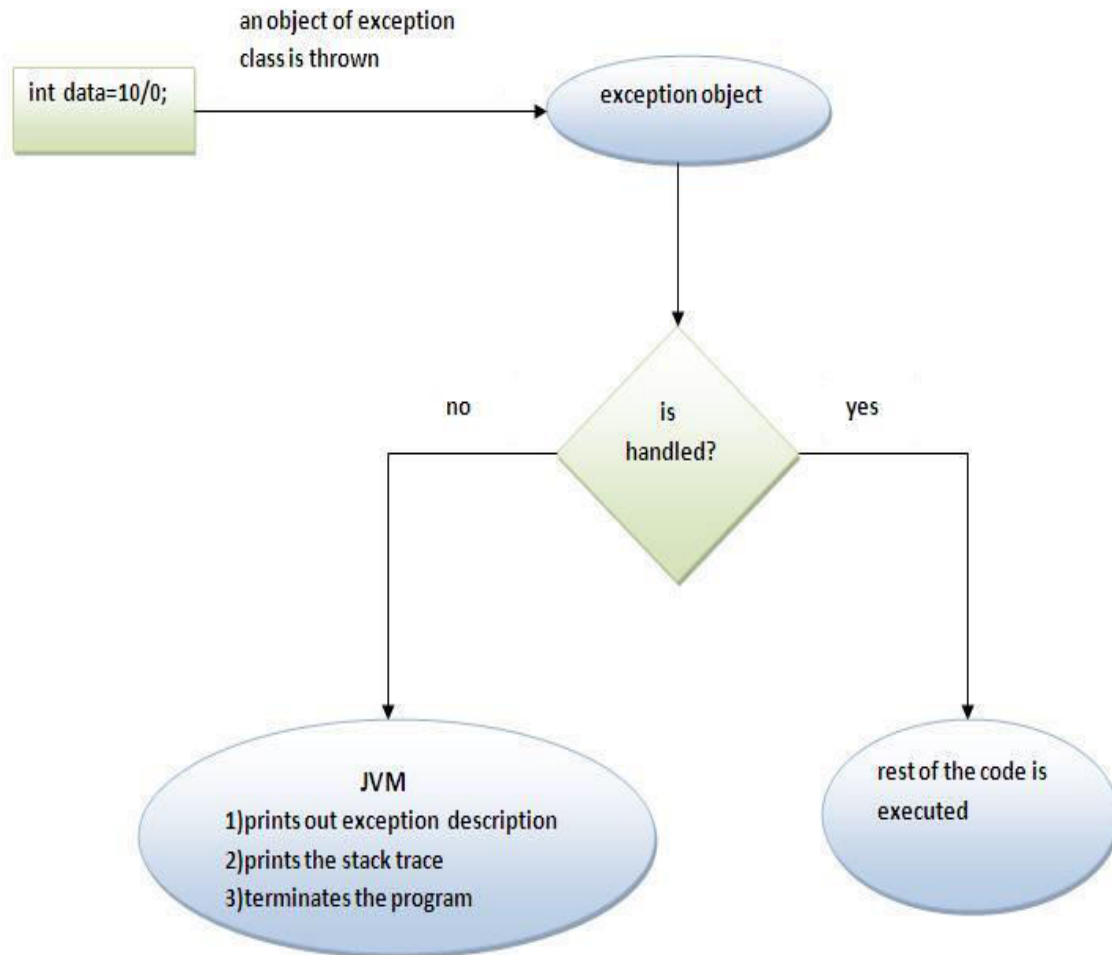 an object of exception
class is thrown
int data=10/0;
exception object
no
is
handled?
yes
JVM
1)prints out exception description
2)prints the stack trace
3)terminates the program
rest of the code is
executed